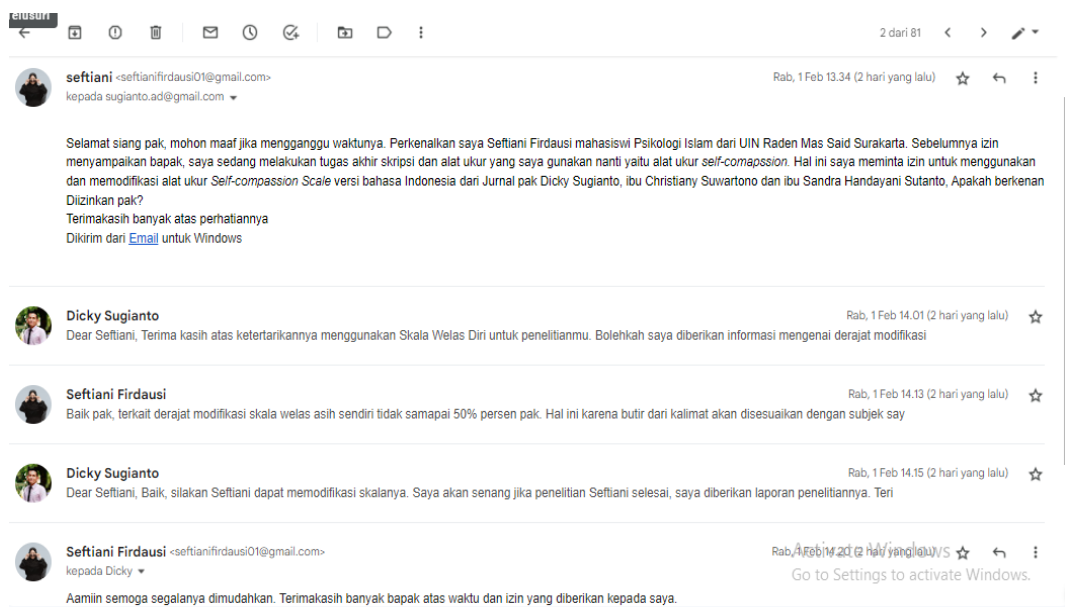 elusuri
2 dari 81
seftiani <seftianifirdausi01@gmail.com>
Rab, 1 Feb 13.34 (2 hari yang lalu)
kepada sugianto.ad@gmail.com
Selamat siang pak, mohon maaf jika mengganggu waktunya. Perkenalkan saya Seftiani Firdausi mahasiswi Psikologi Islam dari UIN Raden Mas Said Surakarta. Sebelumnya izin
menyampaikan bapak, saya sedang melakukan tugas akhir skripsi dan alat ukur yang saya gunakan nanti yaitu alat ukur self-comapssion. Hal ini saya meminta izin untuk menggunakan
dan memodifikasi alat ukur Self-compassion Scale versi bahasa Indonesia dari Jurnal pak Dicky Sugianto, ibu Christiany Suwartono dan ibu Sandra Handayani Sutanto, Apakah berkenan
Diizinkan pak?
Terimakasih banyak atas perhatiannya
Dikirim dari Email untuk Windows
Dicky Sugianto
Rab, 1 Feb 14.01 (2 hari yang lalu)
Dear Seftiani, Terima kasih atas ketertarikannya menggunakan Skala Welas Diri untuk penelitianmu. Bolehkah saya diberikan informasi mengenai derajat modifikasi
Seftiani Firdausi
Rab, 1 Feb 14.13 (2 hari yang lalu)
Baik pak, terkait derajat modifikasi skala welas asih sendiri tidak samapai 50% persen pak. Hal ini karena butir dari kalimat akan disesuaikan dengan subjek say
Dicky Sugianto
Rab, 1 Feb 14.15 (2 hari yang lalu)
Dear Seftiani, Baik, silakan Seftiani dapat memodifikasi skalanya. Saya akan senang jika penelitian Seftiani selesai, saya diberikan laporan penelitiannya. Teri
Seftiani Firdausi <seftianifirdausi01@gmail.com>
Rab, 1 Feb 14.20 (2 hari yang lalu)
Activate Windows
kepada Dicky
Go to Settings to activate Windows.
Aamiin semoga segalanya dimudahkan. Terimakasih banyak bapak atas waktu dan izin yang diberikan kepada saya.